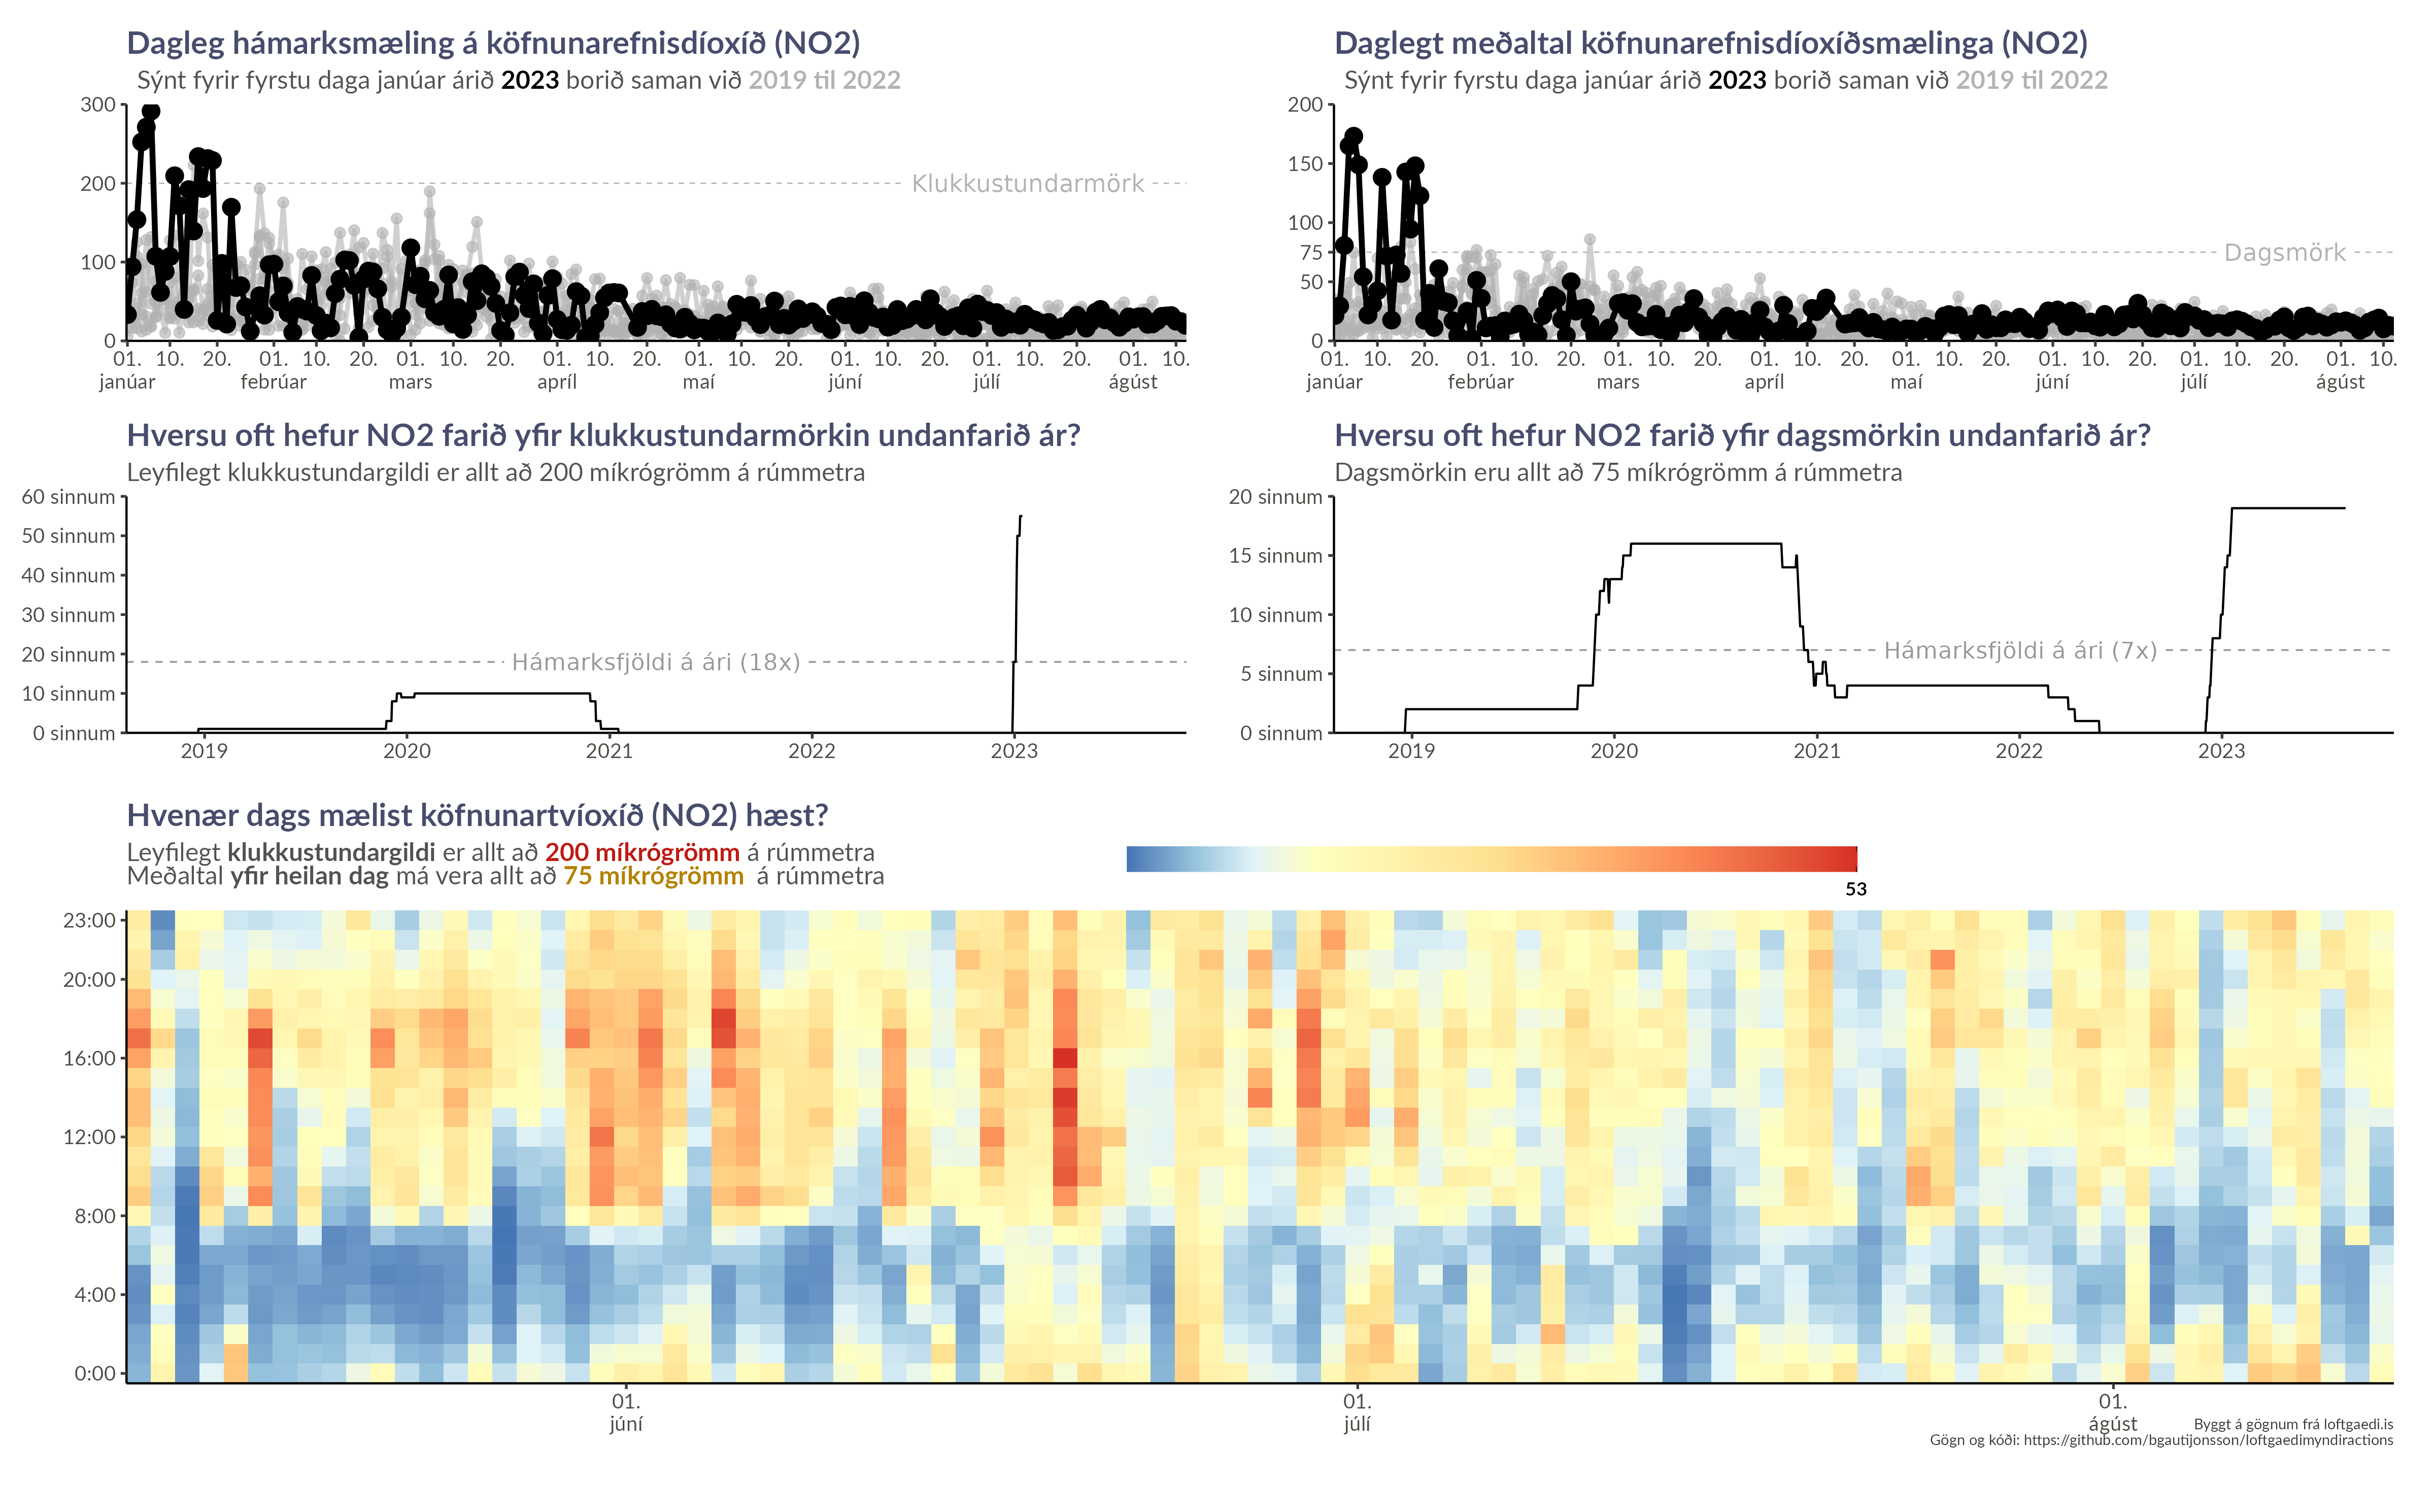 Dagleg hámarksmæling á köfnunarefnisdíoxíð (NO2)
Sýnt fyrir fyrstu daga janúar árið 2023 borið saman við 2019 til 2022
300
200
100
0
Klukkustundarmörk
01. 10. 20. 01. 10. 20. 01. 10. 20. 01. 10. 20. 01. 10. 20. 01. 10. 20. 01. 10. 20. 01. 10.
janúar febrúar mars apríl maí júní júlí ágúst
Daglegt meðaltal köfnunarefnisdíoxíðsmælinga (NO2)
Sýnt fyrir fyrstu daga janúar árið 2023 borið saman við 2019 til 2022
200
150
100
75
50
0
Dagsmörk
01. 10. 20. 01. 10. 20. 01. 10. 20. 01. 10. 20. 01. 10. 20. 01. 10. 20. 01. 10. 20. 01. 10.
janúar febrúar mars apríl maí júní júlí ágúst
Hversu oft hefur NO2 farið yfir klukkustundarmörkin undanfarið ár?
Leyfilegt klukkustundargildi er allt að 200 míkrógrömm á rúmmetra
60 sinnum
50 sinnum
40 sinnum
30 sinnum
20 sinnum
10 sinnum
0 sinnum
Hámarksfjöldi á ári (18x)
2019 2020 2021 2022 2023
Hversu oft hefur NO2 farið yfir dagsmörkin undanfarið ár?
Dagsmörkin eru allt að 75 míkrógrömm á rúmmetra
20 sinnum
15 sinnum
10 sinnum
5 sinnum
0 sinnum
Hámarksfjöldi á ári (7x)
2019 2020 2021 2022 2023
Hvenær dags mælist köfnunartvíoxíð (NO2) hæst?
Leyfilegt klukkustundargildi er allt að 200 míkrógrömm á rúmmetra
Meðaltal yfir heilan dag má vera allt að 75 míkrógrömm á rúmmetra
53
23:00
20:00
16:00
12:00
8:00
4:00
0:00
01. 01. 01.
júní júlí ágúst
Byggt á gögnum frá loftgaedi.is
Gögn og kóði: https://github.com/bgautijonsson/loftgaedimyndiractions